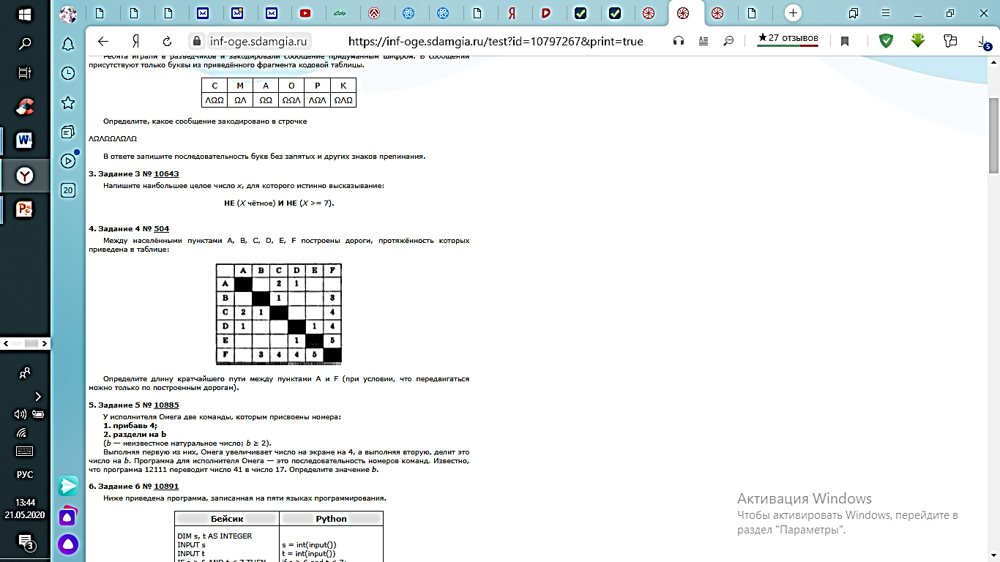 inf-oge.sdamgia.ru
https://inf-oge.sdamgia.ru/test?id=10797267&print=true
★27 отзывов
5
Ребята играли в разведчиков и закодировали сообщение придуманным шифром. В сообщении
присутствуют только буквы из приведённого фрагмента кодовой таблицы.
С М А О Р К
ΛΩΩ ΩΛ ΩΩ ΩΩΛ ΛΩΛ ΩΛΩ
Определите, какое сообщение закодировано в строчке
ΛΩΛΩΩΛΩΛΩ
В ответе запишите последовательность букв без запятых и других знаков препинания.
3. Задание 3 № 10643
Напишите наибольшее целое число x, для которого истинно высказывание:
НЕ (X чётное) И НЕ (X >= 7).
4. Задание 4 № 504
Между населёнными пунктами A, B, C, D, E, F построены дороги, протяжённость которых
приведена в таблице:
A B C D E F
A 2 1
B 1 3
C 2 1 4
D 1 1 4
E 1 5
F 3 4 4 5
Определите длину кратчайшего пути между пунктами A и F (при условии, что передвигаться
можно только по построенным дорогам).
5. Задание 5 № 10885
У исполнителя Омега две команды, которым присвоены номера:
1. прибавь 4;
2. раздели на b
(b — неизвестное натуральное число; b ≥ 2).
Выполняя первую из них, Омега увеличивает число на экране на 4, а выполняя вторую, делит это
число на b. Программа для исполнителя Омега — это последовательность номеров команд. Известно,
что программа 12111 переводит число 41 в число 17. Определите значение b.
6. Задание 6 № 10891
Ниже приведена программа, записанная на пяти языках программирования.
Бейсик Python
DIM s, t AS INTEGER
INPUT s s = int(input())
INPUT t t = int(input())
20
РУС
13:44
21.05.2020
3
Активация Windows
Чтобы активировать Windows, перейдите в
раздел "Параметры".